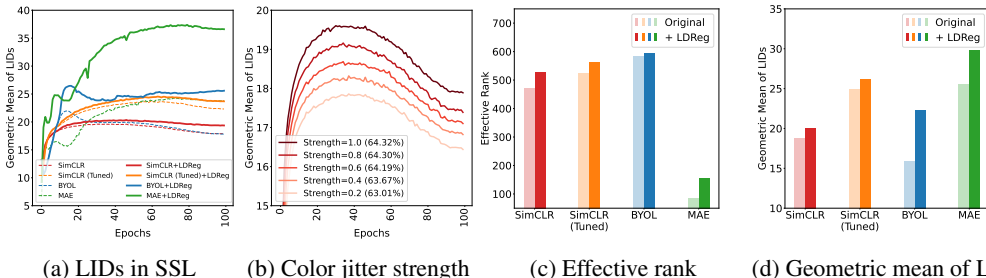 Geometric Mean of LIDs
40
35
30
25
20
15
10
5
0 20 40 60 80 100
Epochs
SimCLR
SimCLR (Tuned)
BYOL
MAE
SimCLR+LDReg
SimCLR (Tuned)+LDReg
BYOL+LDReg
MAE+LDReg
(a) LIDs in SSL
Geometric Mean of LIDs
20
19
18
17
16
15
0 20 40 60 80 100
Epochs
Strength=1.0 (64.32%)
Strength=0.8 (64.30%)
Strength=0.6 (64.19%)
Strength=0.4 (63.67%)
Strength=0.2 (63.01%)
(b) Color jitter strength
Effective Rank
700
600
500
400
300
200
100
Original
+ LDReg
SimCLR SimCLR BYOL MAE
(Tuned)
(c) Effective rank
Geometric Mean of LIDs
35
30
25
20
15
10
Original
+ LDReg
SimCLR SimCLR BYOL MAE
(Tuned)
(d) Geometric mean of L